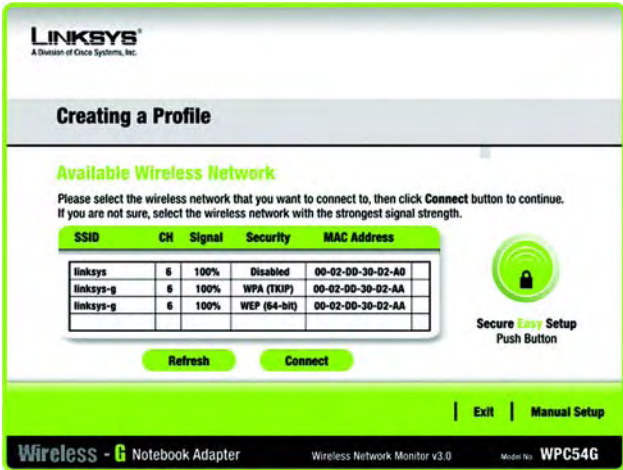 LINKSYS®
A Division of Cisco Systems, Inc.
Creating a Profile
Available Wireless Network
Please select the wireless network that you want to connect to, then click Connect button to continue.
If you are not sure, select the wireless network with the strongest signal strength.
SSID CH Signal Security MAC Address
linksys 6 100% Disabled 00-02-DD-30-D2-A0
linksys-g 6 100% WPA (TKIP) 00-02-DD-30-D2-AA
linksys-g 6 100% WEP (64-bit) 00-02-DD-30-D2-AA
Secure Easy Setup
Push Button
Refresh Connect
Exit Manual Setup
Wireless - G Notebook Adapter Wireless Network Monitor v3.0 Model No. WPC54G